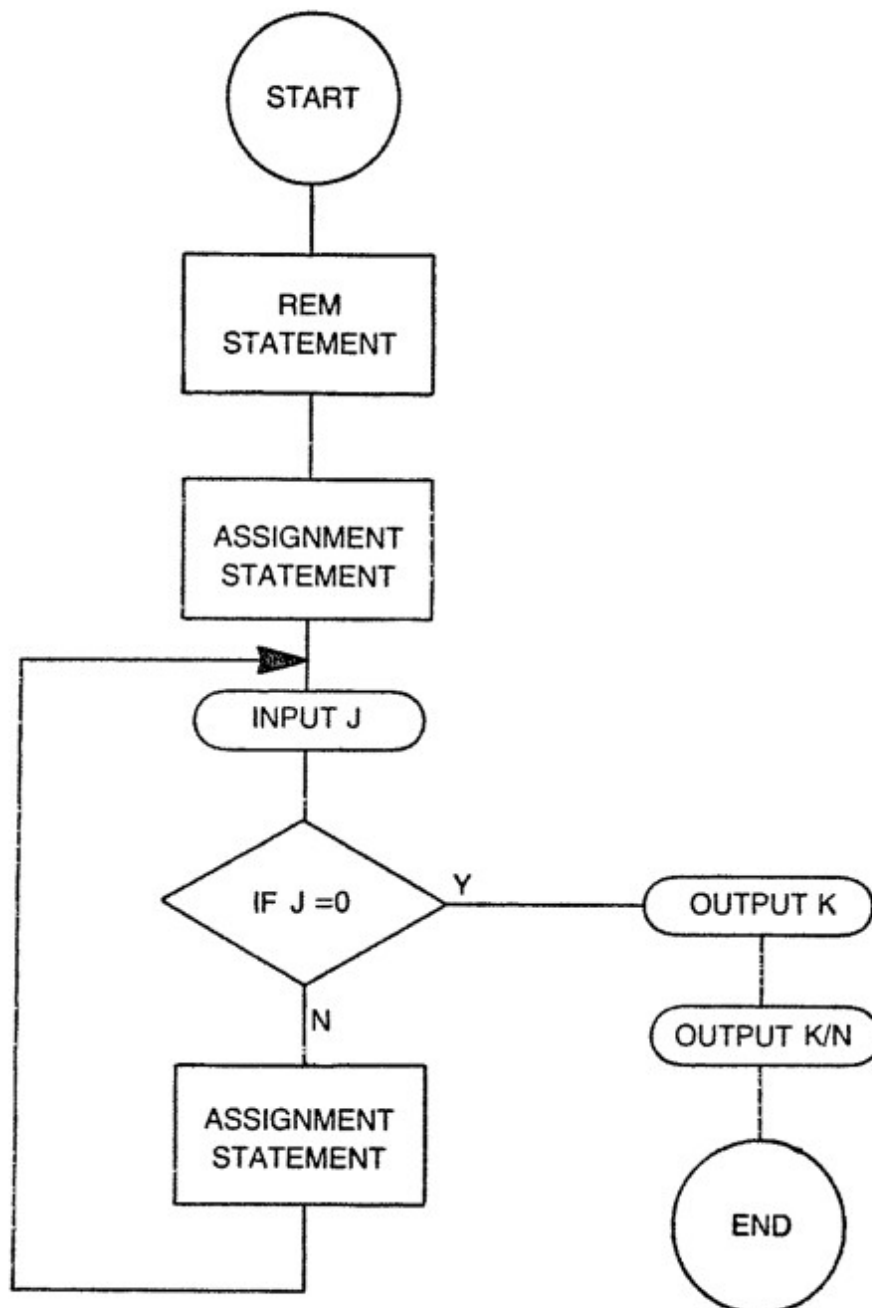 START
REM
STATEMENT
ASSIGNMENT
STATEMENT
INPUT J
IF J =0
Y
OUTPUT K
N
OUTPUT K/N
ASSIGNMENT
STATEMENT
END